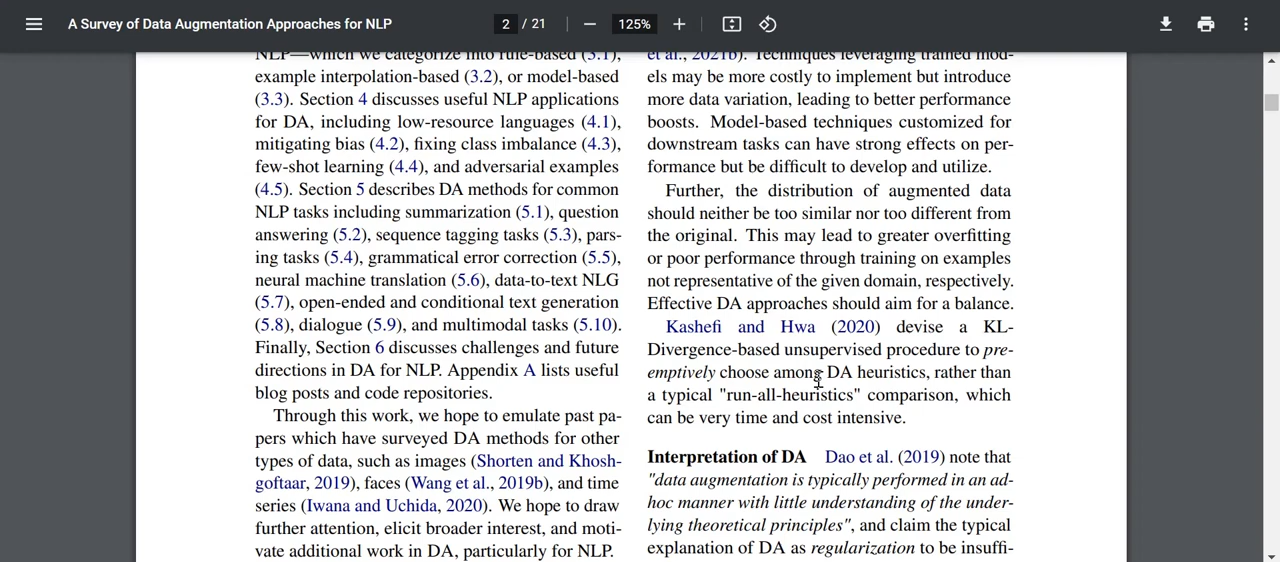 A Survey of Data Augmentation Approaches for NLP
2 / 21
125%
NLP—which we categorize into rule-based (3.1),
example interpolation-based (3.2), or model-based
(3.3). Section 4 discusses useful NLP applications
for DA, including low-resource languages (4.1),
mitigating bias (4.2), fixing class imbalance (4.3),
few-shot learning (4.4), and adversarial examples
(4.5). Section 5 describes DA methods for common
NLP tasks including summarization (5.1), question
answering (5.2), sequence tagging tasks (5.3), pars-
ing tasks (5.4), grammatical error correction (5.5),
neural machine translation (5.6), data-to-text NLG
(5.7), open-ended and conditional text generation
(5.8), dialogue (5.9), and multimodal tasks (5.10).
Finally, Section 6 discusses challenges and future
directions in DA for NLP. Appendix A lists useful
blog posts and code repositories.
Through this work, we hope to emulate past pa-
pers which have surveyed DA methods for other
types of data, such as images (Shorten and Khosh-
goftaar, 2019), faces (Wang et al., 2019b), and time
series (Iwana and Uchida, 2020). We hope to draw
further attention, elicit broader interest, and moti-
vate additional work in DA, particularly for NLP.
et al., 2021b). Techniques leveraging trained mod-
els may be more costly to implement but introduce
more data variation, leading to better performance
boosts. Model-based techniques customized for
downstream tasks can have strong effects on per-
formance but be difficult to develop and utilize.
Further, the distribution of augmented data
should neither be too similar nor too different from
the original. This may lead to greater overfitting
or poor performance through training on examples
not representative of the given domain, respectively.
Effective DA approaches should aim for a balance.
Kashefi and Hwa (2020) devise a KL-
Divergence-based unsupervised procedure to pre-
emptively choose among DA heuristics, rather than
a typical "run-all-heuristics" comparison, which
can be very time and cost intensive.
Interpretation of DA Dao et al. (2019) note that
"data augmentation is typically performed in an ad-
hoc manner with little understanding of the under-
lying theoretical principles", and claim the typical
explanation of DA as regularization to be insuffi-